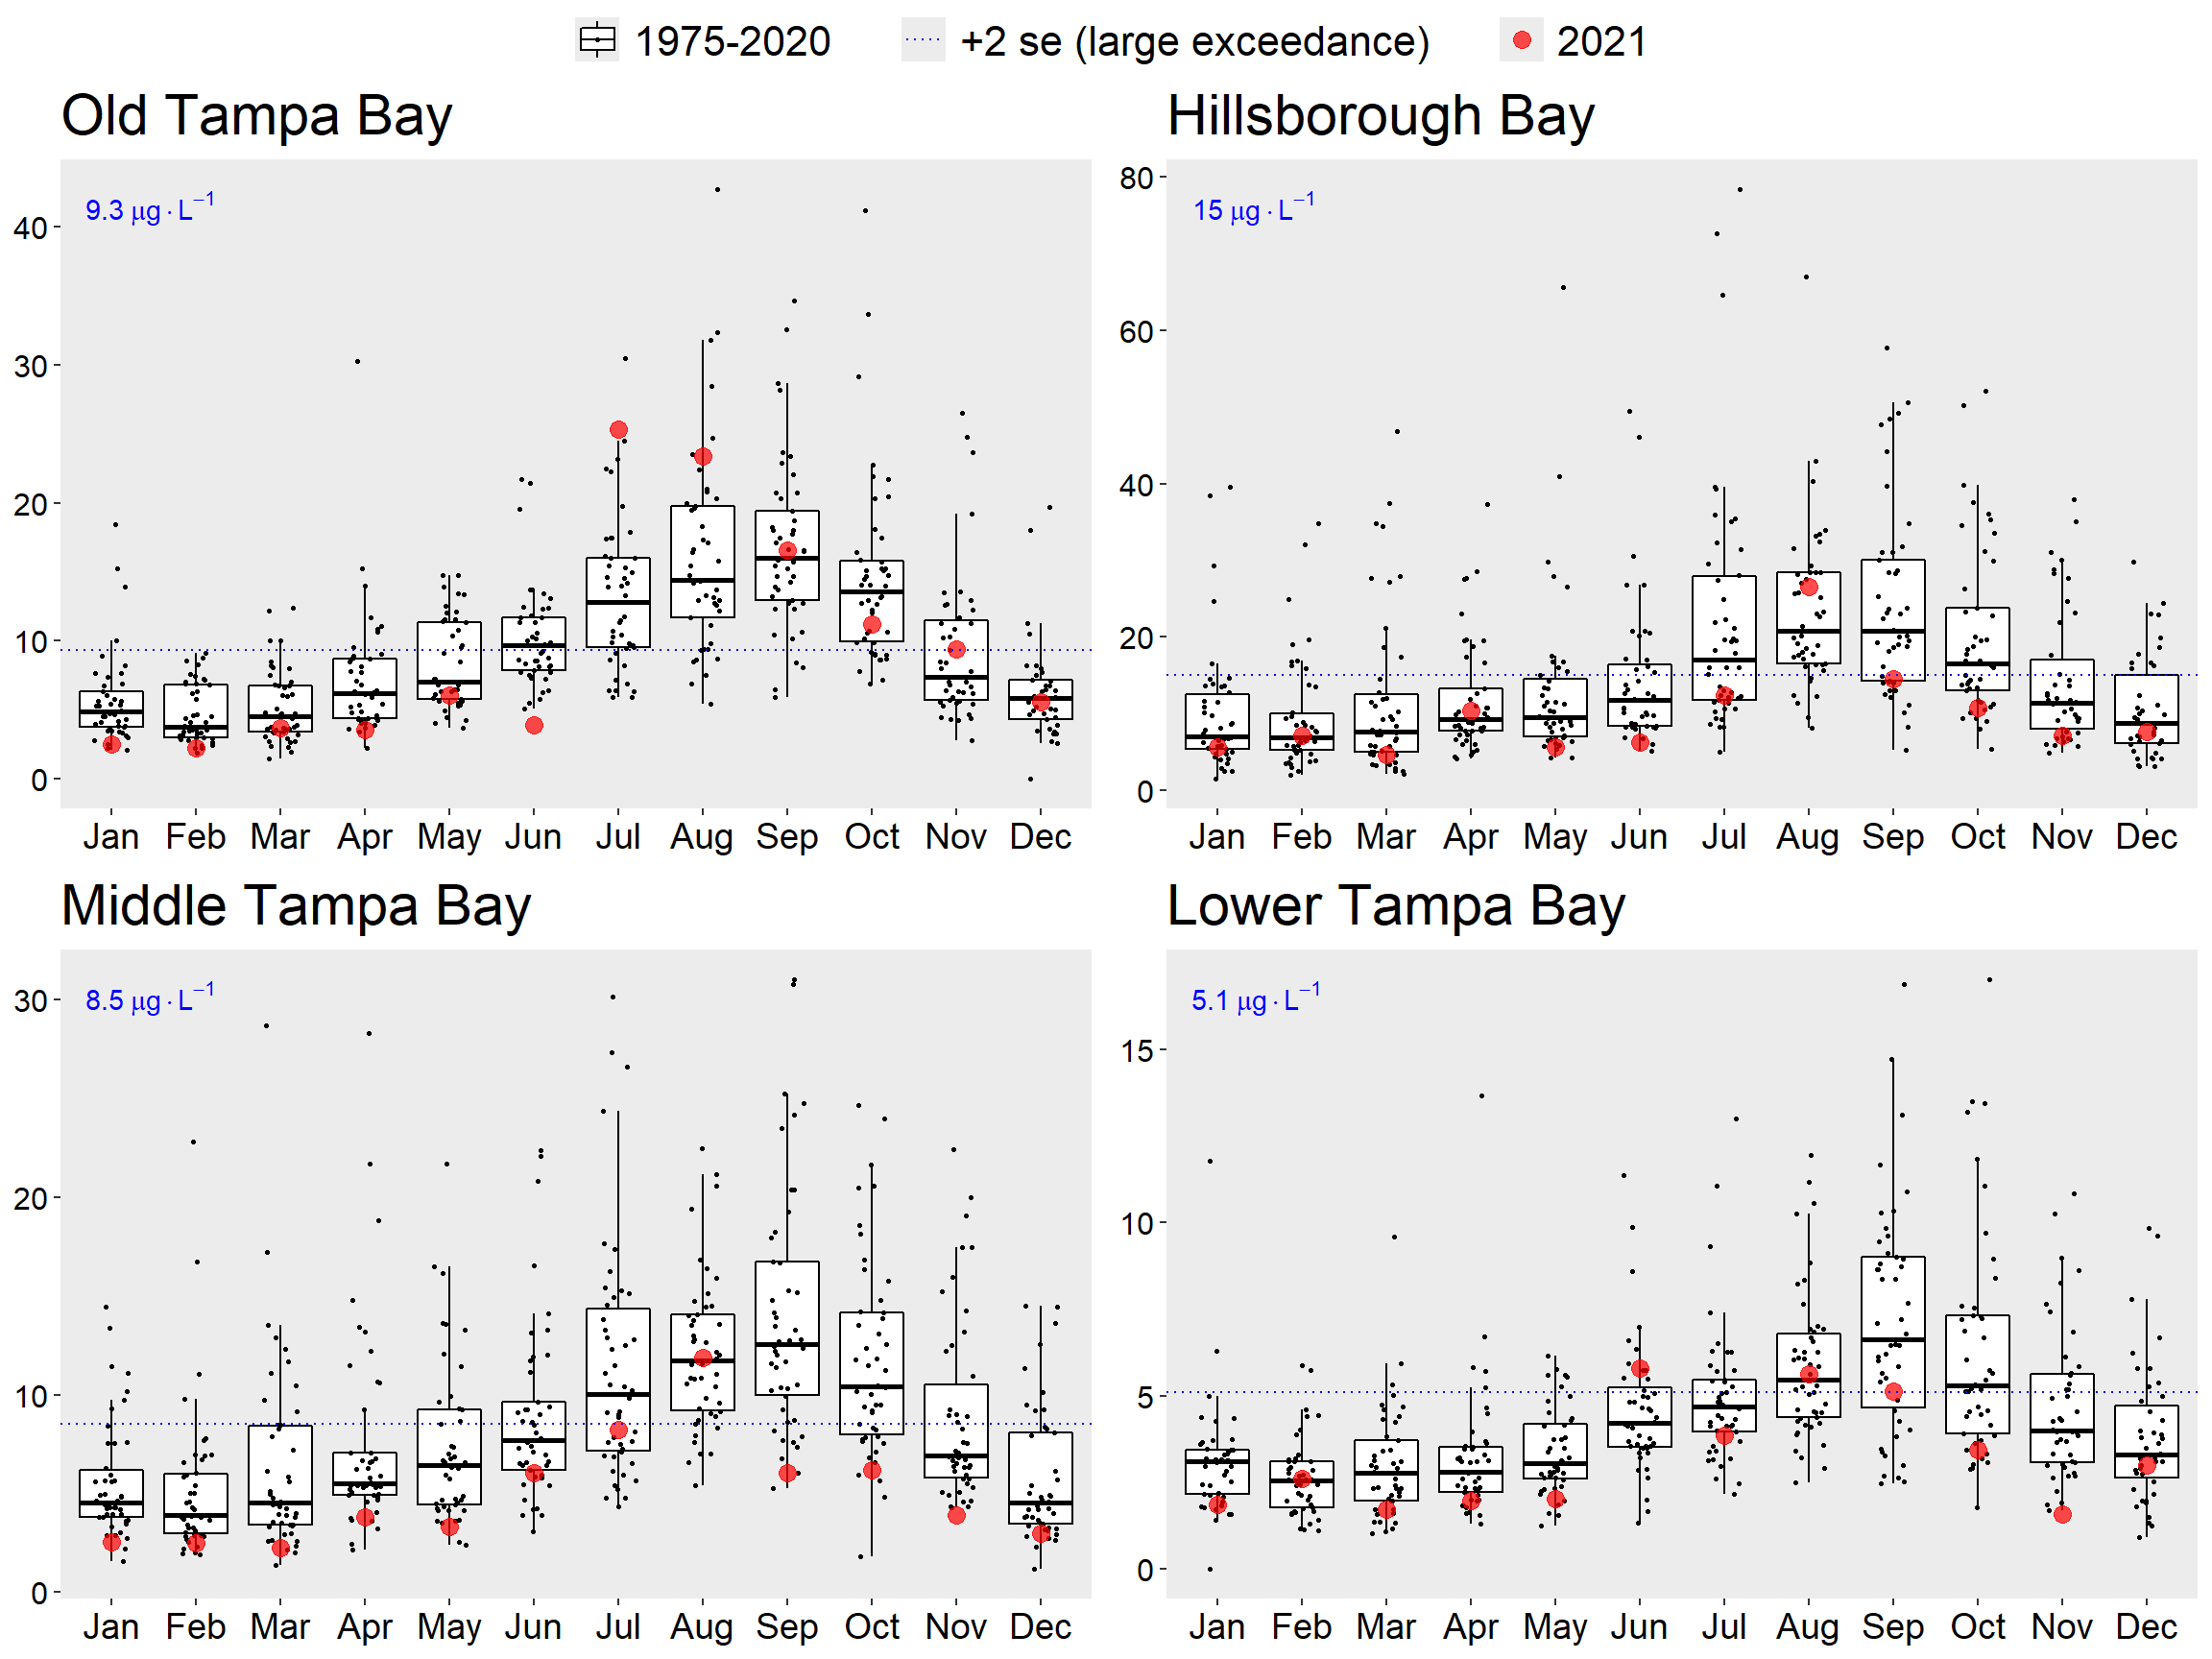 1975-2020 +2 se (large exceedance) 2021
Old Tampa Bay
9.3 μg·L⁻¹
40
30
20
10
0
Jan Feb Mar Apr May Jun Jul Aug Sep Oct Nov Dec
Hillsborough Bay
15 μg·L⁻¹
80
60
40
20
0
Jan Feb Mar Apr May Jun Jul Aug Sep Oct Nov Dec
Middle Tampa Bay
8.5 μg·L⁻¹
30
20
10
0
Jan Feb Mar Apr May Jun Jul Aug Sep Oct Nov Dec
Lower Tampa Bay
5.1 μg·L⁻¹
15
10
5
0
Jan Feb Mar Apr May Jun Jul Aug Sep Oct Nov Dec